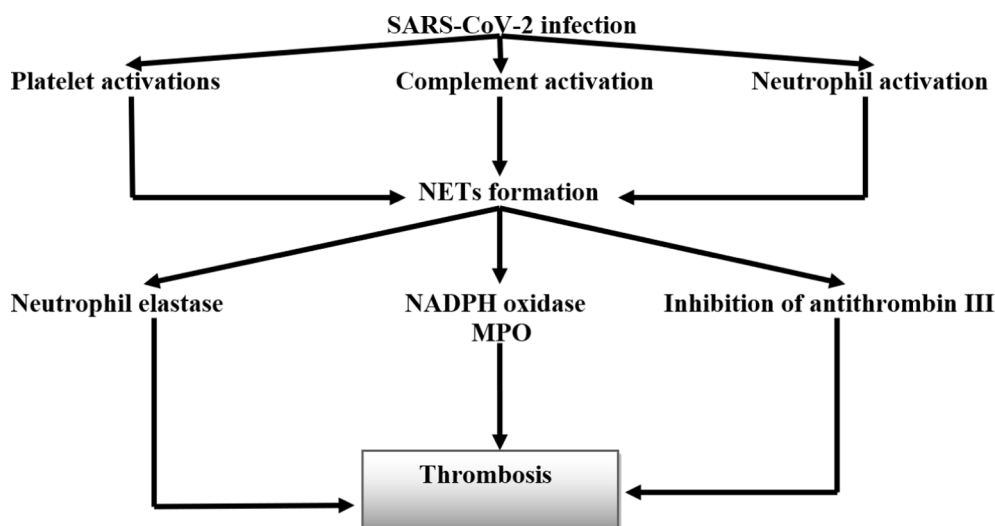 SARS-CoV-2 infection
Platelet activations
Complement activation
Neutrophil activation
NETs formation
Neutrophil elastase
NADPH oxidase
MPO
Inhibition of antithrombin III
Thrombosis